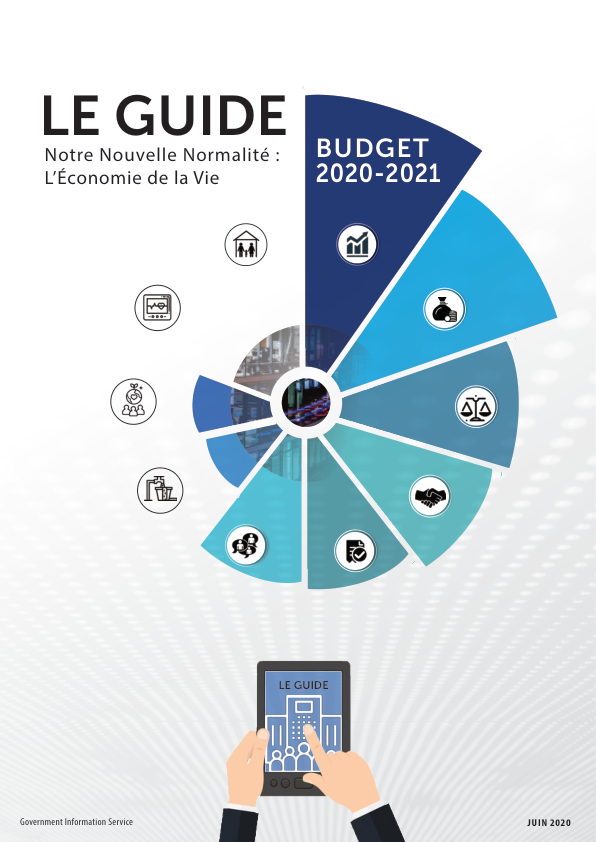 LE GUIDE
Notre Nouvelle Normalité :
L'Économie de la Vie
BUDGET
2020-2021
LE GUIDE
Government Information Service
JUIN 2020